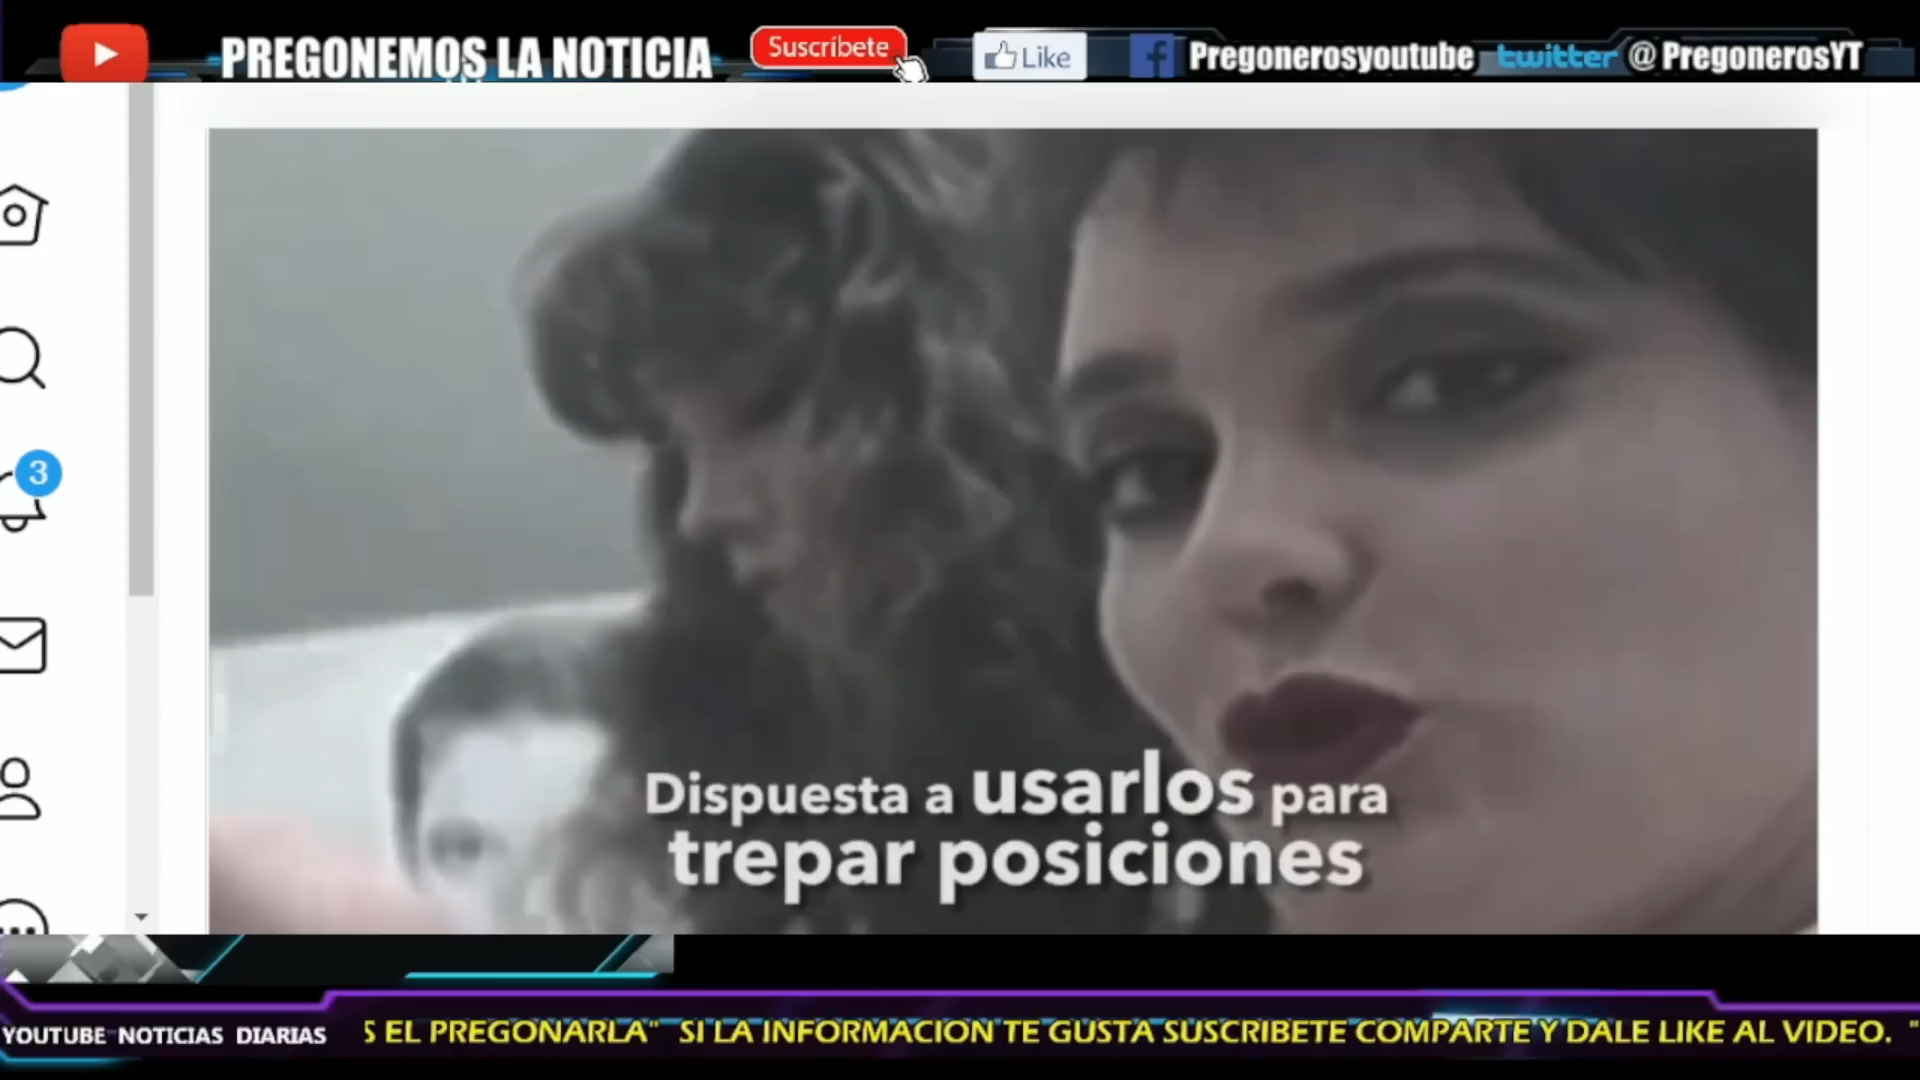 PREGONEMOS LA NOTICIA
Suscríbete
Like
f
Pregonerosyoutube
twitter
@PregonerosYT
3
Dispuesta a usarlos para
trepar posiciones
YOUTUBE NOTICIAS DIARIAS
S EL PREGONARLA" SI LA INFORMACION TE GUSTA SUSCRIBETE COMPARTE Y DALE LIKE AL VIDEO. "